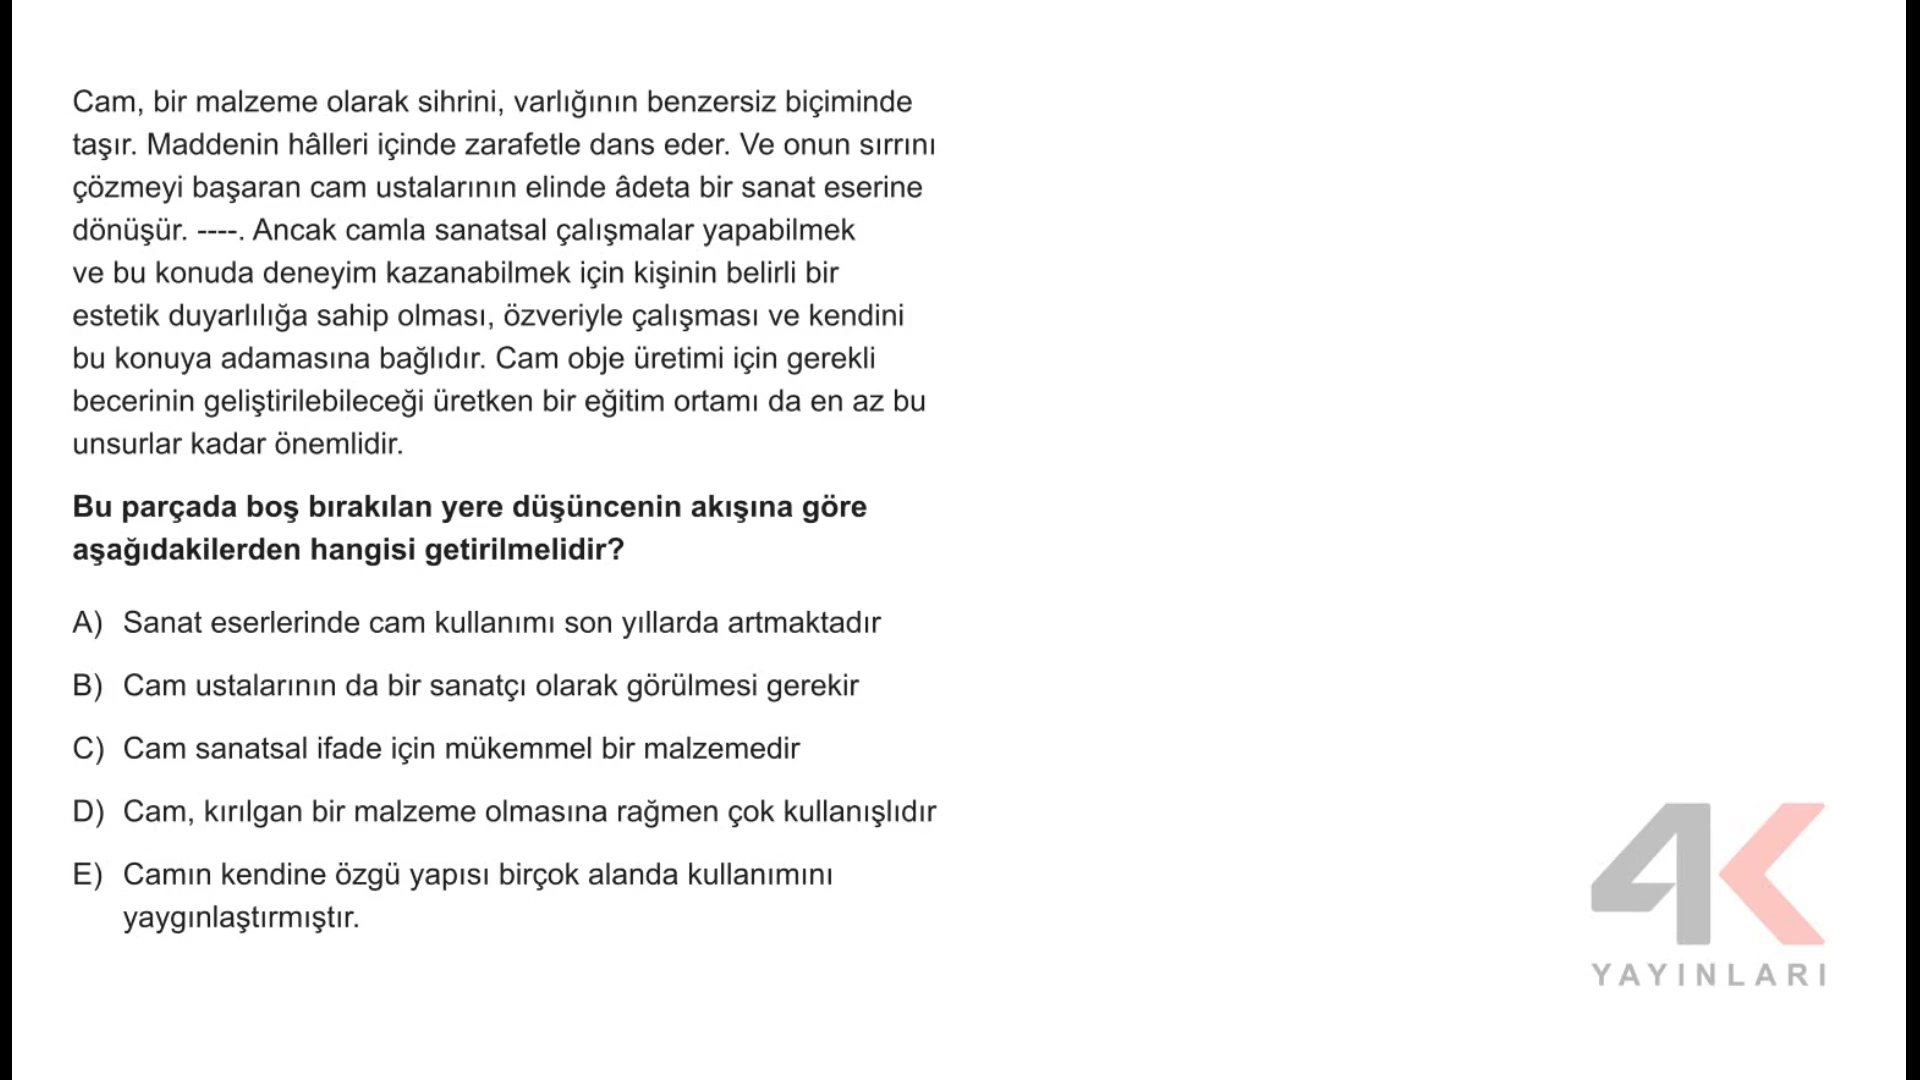 Cam, bir malzeme olarak sihrini, varlığının benzersiz biçiminde
taşır. Maddenin hâlleri içinde zarafetle dans eder. Ve onun sırrını
çözmeyi başaran cam ustalarının elinde âdeta bir sanat eserine
dönüşür. ----. Ancak camla sanatsal çalışmalar yapabilmek
ve bu konuda deneyim kazanabilmek için kişinin belirli bir
estetik duyarlılığa sahip olması, özveriyle çalışması ve kendini
bu konuya adamasına bağlıdır. Cam obje üretimi için gerekli
becerinin geliştirilebileceği üretken bir eğitim ortamı da en az bu
unsurlar kadar önemlidir.
Bu parçada boş bırakılan yere düşüncenin akışına göre
aşağıdakilerden hangisi getirilmelidir?
A) Sanat eserlerinde cam kullanımı son yıllarda artmaktadır
B) Cam ustalarının da bir sanatçı olarak görülmesi gerekir
C) Cam sanatsal ifade için mükemmel bir malzemedir
D) Cam, kırılgan bir malzeme olmasına rağmen çok kullanışlıdır
E) Camın kendine özgü yapısı birçok alanda kullanımını
yaygınlaştırmıştır.
4K
YAYINLARI